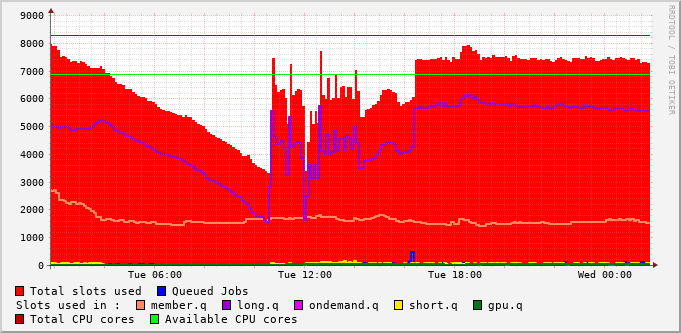 9000
8000
7000
6000
5000
4000
3000
2000
1000
0
Tue 06:00 Tue 12:00 Tue 18:00 Wed 00:00
RRDTOOL / TOBI OETIKER
Total slots used Queued Jobs
Slots used in : member.q long.q ondemand.q short.q gpu.q
Total CPU cores Available CPU cores